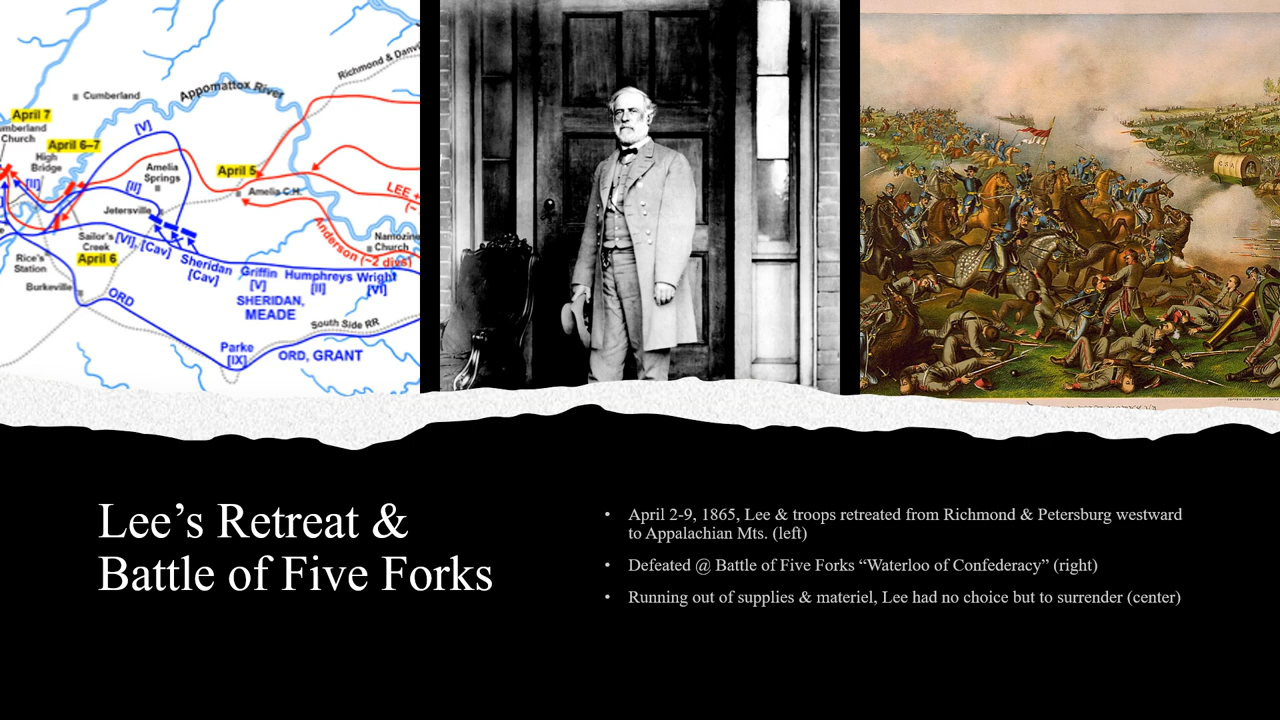 Richmond & Danv
Cumberland
Appomattox River
April 7
mberland
Church
[V]
April 6–7
High
Bridge
Amelia
Springs
April 5
[II]
[II]
Amelia C.H.
LEE +
Jetersville
Anderson (~2 divs)
Namozine
Church
Sailor's
Creek
[VI], [Cav]
April 6
Rice's
Station
Sheridan
[Cav]
Griffin
[V]
Humphreys
[II]
Wright
[VI]
Burkeville
ORD
SHERIDAN,
MEADE
South Side RR
Parke
[IX]
ORD, GRANT
C S A
Lee’s Retreat &
Battle of Five Forks
• April 2-9, 1865, Lee & troops retreated from Richmond & Petersburg westward
to Appalachian Mts. (left)
• Defeated @ Battle of Five Forks “Waterloo of Confederacy” (right)
• Running out of supplies & materiel, Lee had no choice but to surrender (center)